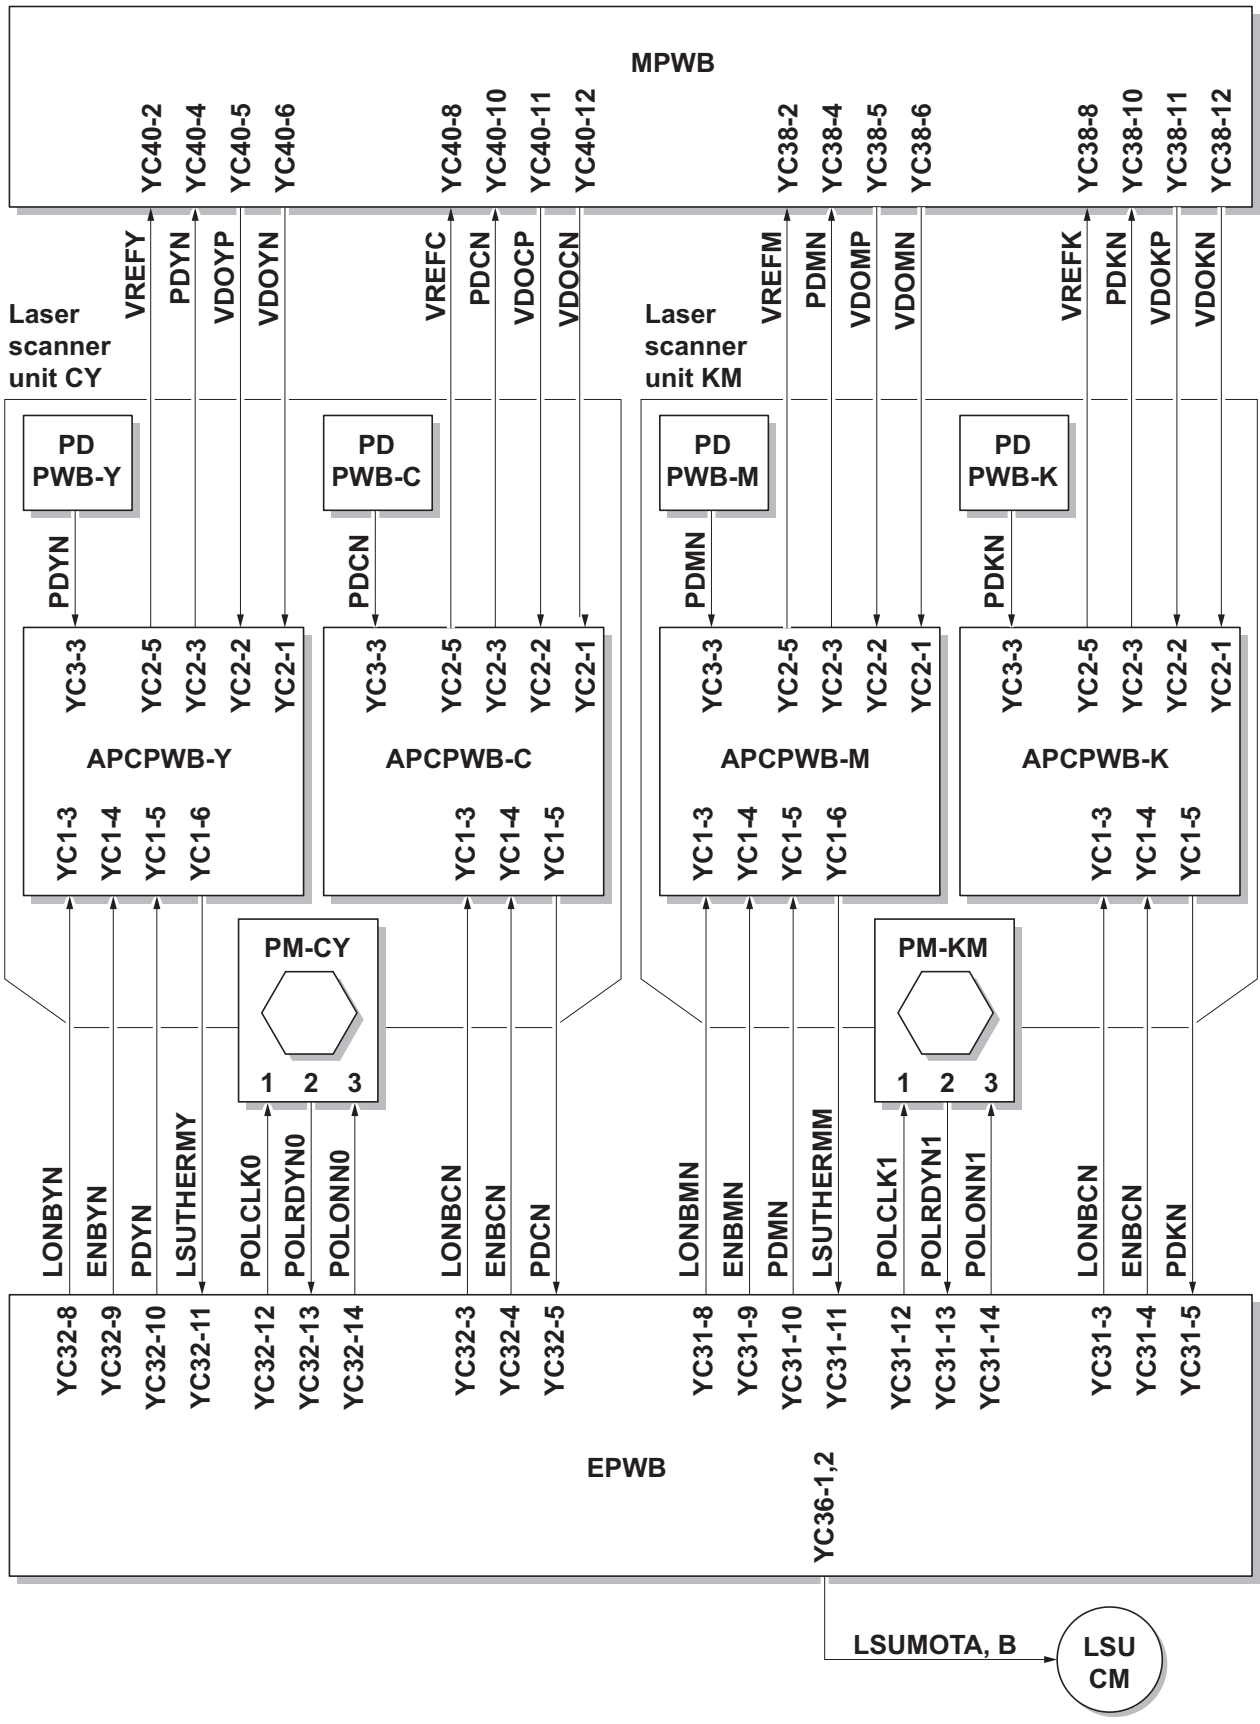 MPWB
YC40-2
YC40-4
YC40-5
YC40-6
YC40-8
YC40-10
YC40-11
YC40-12
YC38-2
YC38-4
YC38-5
YC38-6
YC38-8
YC38-10
YC38-11
YC38-12
VREFY
PDYN
VDOYP
VDOYN
VREFC
PDCN
VDOCP
VDOCN
VREFM
PDMN
VDOMP
VDOMN
VREFK
PDKN
VDOKP
VDOKN
Laser
scanner
unit CY
Laser
scanner
unit KM
PD
PWB-Y
PD
PWB-C
PD
PWB-M
PD
PWB-K
PDYN
PDCN
PDMN
PDKN
YC3-3
YC2-5
YC2-3
YC2-2
YC2-1
YC3-3
YC2-5
YC2-3
YC2-2
YC2-1
YC3-3
YC2-5
YC2-3
YC2-2
YC2-1
YC3-3
YC2-5
YC2-3
YC2-2
YC2-1
APCPWB-Y
APCPWB-C
APCPWB-M
APCPWB-K
YC1-3
YC1-4
YC1-5
YC1-6
YC1-3
YC1-4
YC1-5
YC1-3
YC1-4
YC1-5
YC1-6
YC1-3
YC1-4
YC1-5
PM-CY
1 2 3
PM-KM
1 2 3
LONBYN
ENBYN
PDYN
LSUTHERMY
POLCLK0
POLRDYN0
POLONN0
LONBCN
ENBCN
PDCN
LONBMN
ENBMN
PDMN
LSUTHERMM
POLCLK1
POLRDYN1
POLONN1
LONBCN
ENBCN
PDKN
YC32-8
YC32-9
YC32-10
YC32-11
YC32-12
YC32-13
YC32-14
YC32-3
YC32-4
YC32-5
YC31-8
YC31-9
YC31-10
YC31-11
YC31-12
YC31-13
YC31-14
YC31-3
YC31-4
YC31-5
EPWB
YC36-1,2
LSUMOTA, B
LSU
CM